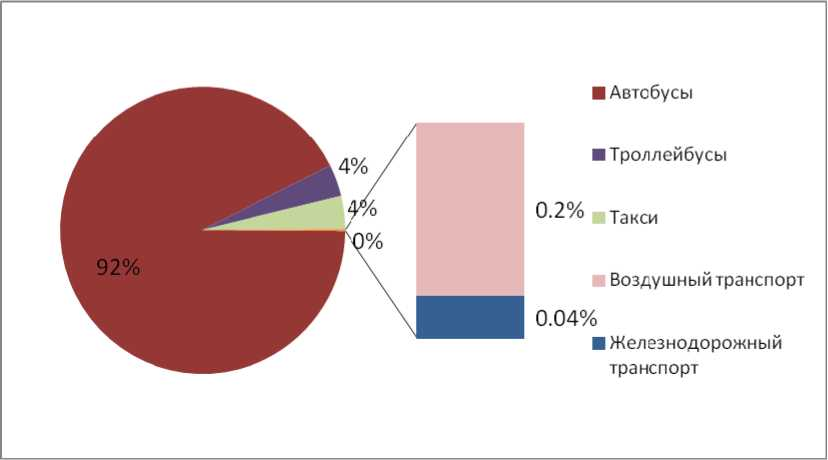 92%
4%
4%
0%
0.2%
0.04%
Автобусы
Троллейбусы
Такси
Воздушный транспорт
Железнодорожный
транспорт